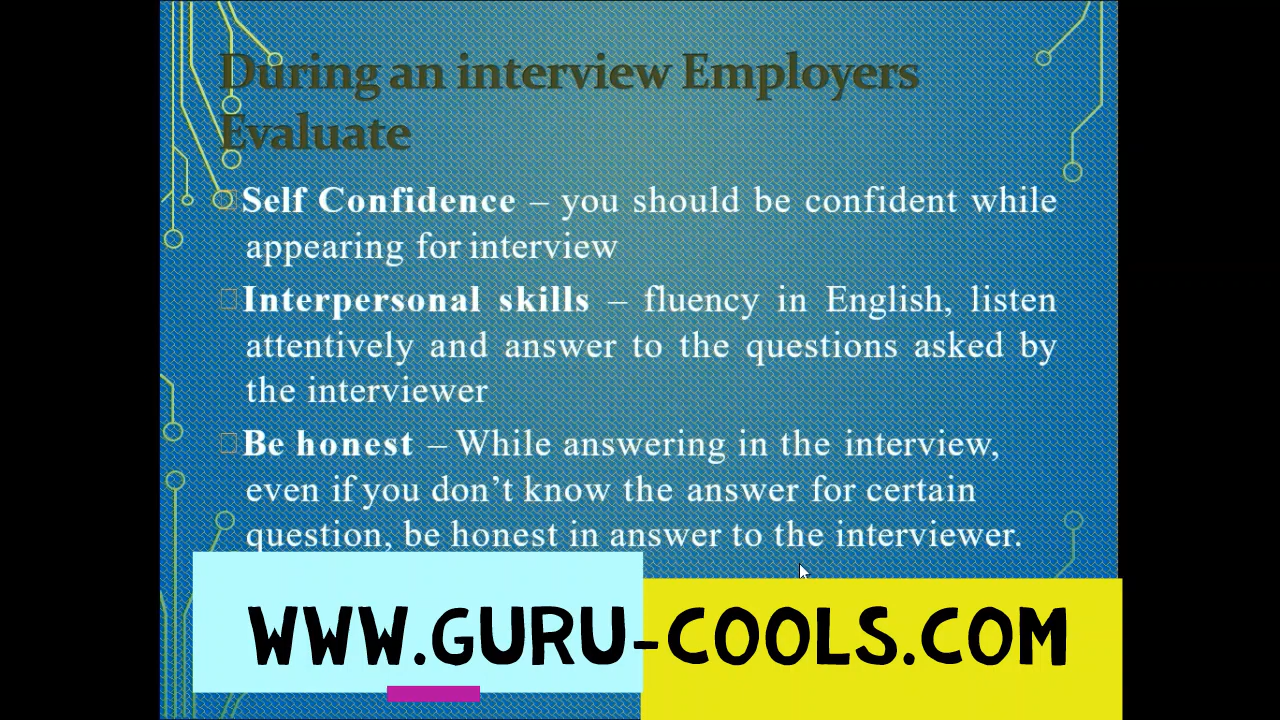 During an interview Employers
Evaluate
Self Confidence – you should be confident while
appearing for interview
Interpersonal skills – fluency in English, listen
attentively and answer to the questions asked by
the interviewer
Be honest – While answering in the interview,
even if you don’t know the answer for certain
question, be honest in answer to the interviewer.
WWW.GURU-COOLS.COM